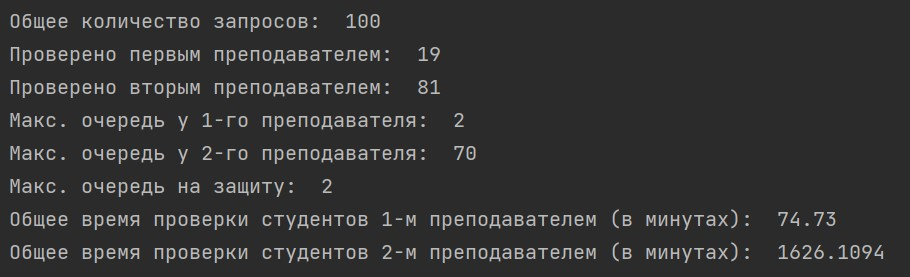 Общее количество запросов:  100
Проверено первым преподавателем:  19
Проверено вторым преподавателем:  81
Макс. очередь у 1-го преподавателя:  2
Макс. очередь у 2-го преподавателя:  70
Макс. очередь на защиту:  2
Общее время проверки студентов 1-м преподавателем (в минутах):  74.73
Общее время проверки студентов 2-м преподавателем (в минутах):  1626.1094